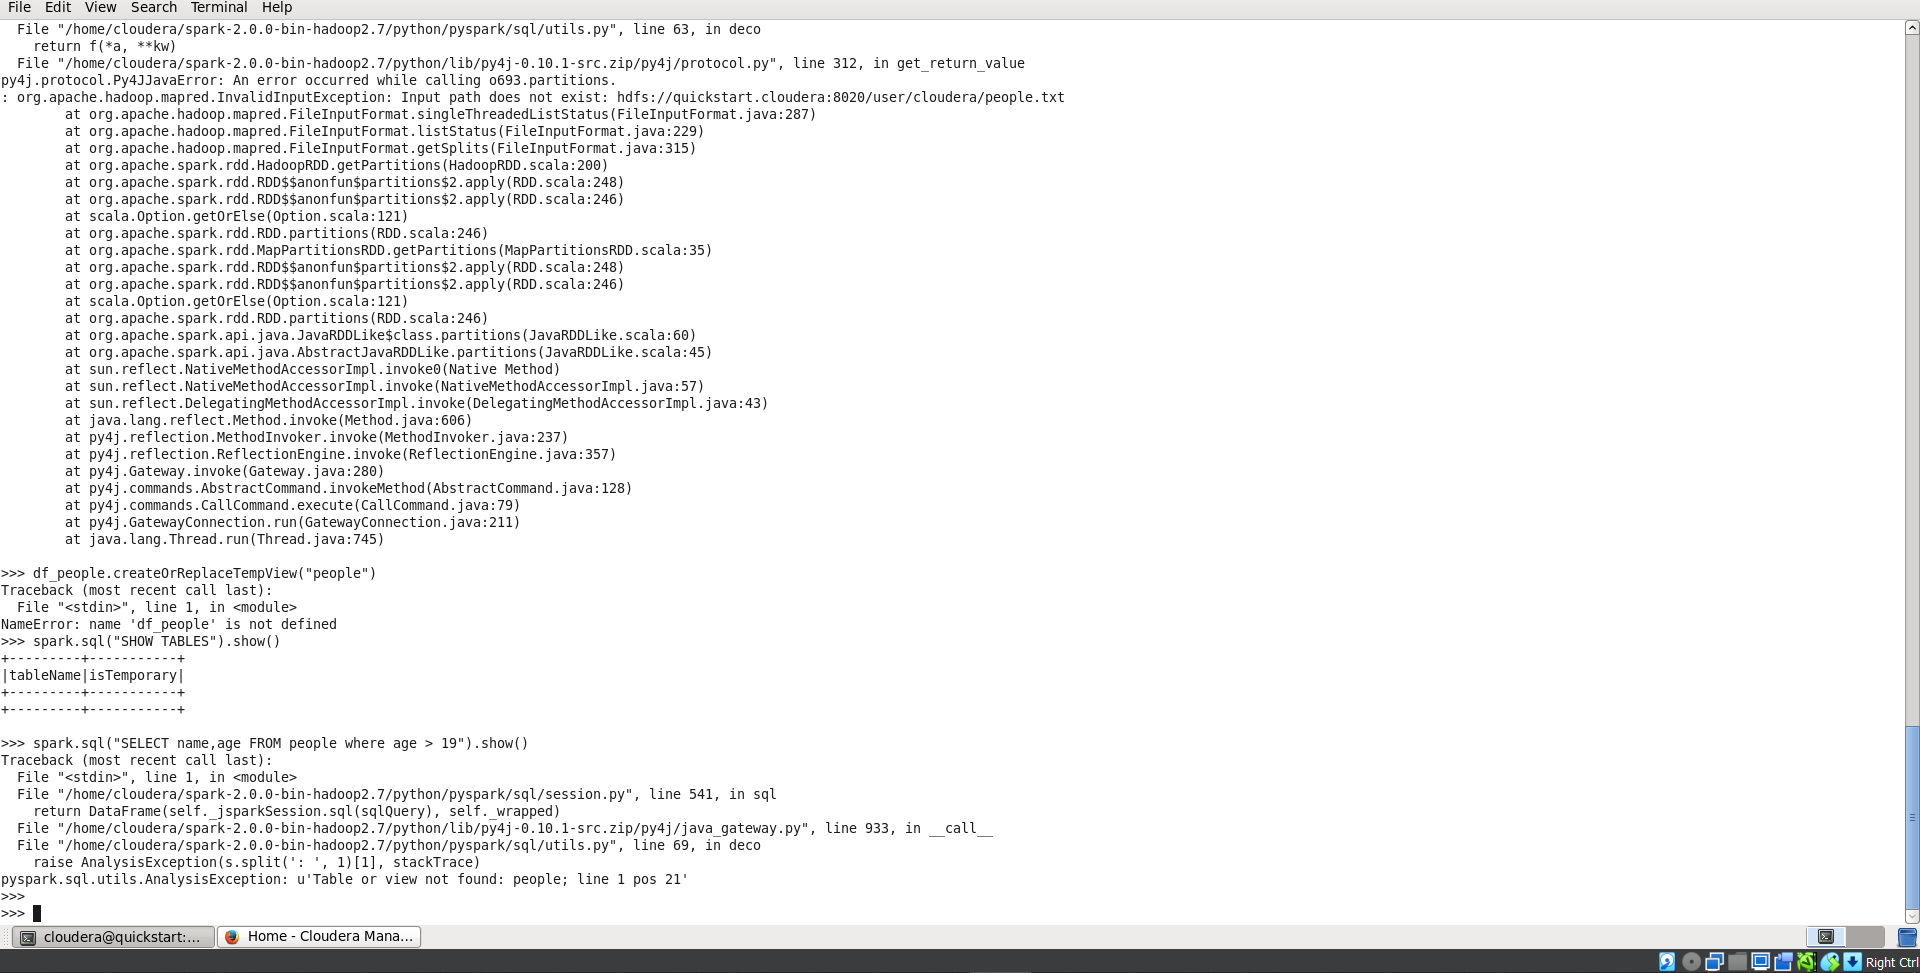 File Edit View Search Terminal Help
  File "/home/cloudera/spark-2.0.0-bin-hadoop2.7/python/pyspark/sql/utils.py", line 63, in deco
    return f(*a, **kw)
  File "/home/cloudera/spark-2.0.0-bin-hadoop2.7/python/lib/py4j-0.10.1-src.zip/py4j/protocol.py", line 312, in get_return_value
py4j.protocol.Py4JJavaError: An error occurred while calling o693.partitions.
: org.apache.hadoop.mapred.InvalidInputException: Input path does not exist: hdfs://quickstart.cloudera:8020/user/cloudera/people.txt
        at org.apache.hadoop.mapred.FileInputFormat.singleThreadedListStatus(FileInputFormat.java:287)
        at org.apache.hadoop.mapred.FileInputFormat.listStatus(FileInputFormat.java:229)
        at org.apache.hadoop.mapred.FileInputFormat.getSplits(FileInputFormat.java:315)
        at org.apache.spark.rdd.HadoopRDD.getPartitions(HadoopRDD.scala:200)
        at org.apache.spark.rdd.RDD$$anonfun$partitions$2.apply(RDD.scala:248)
        at org.apache.spark.rdd.RDD$$anonfun$partitions$2.apply(RDD.scala:246)
        at scala.Option.getOrElse(Option.scala:121)
        at org.apache.spark.rdd.RDD.partitions(RDD.scala:246)
        at org.apache.spark.rdd.MapPartitionsRDD.getPartitions(MapPartitionsRDD.scala:35)
        at org.apache.spark.rdd.RDD$$anonfun$partitions$2.apply(RDD.scala:248)
        at org.apache.spark.rdd.RDD$$anonfun$partitions$2.apply(RDD.scala:246)
        at scala.Option.getOrElse(Option.scala:121)
        at org.apache.spark.rdd.RDD.partitions(RDD.scala:246)
        at org.apache.spark.api.java.JavaRDDLike$class.partitions(JavaRDDLike.scala:60)
        at org.apache.spark.api.java.AbstractJavaRDDLike.partitions(JavaRDDLike.scala:45)
        at sun.reflect.NativeMethodAccessorImpl.invoke0(Native Method)
        at sun.reflect.NativeMethodAccessorImpl.invoke(NativeMethodAccessorImpl.java:57)
        at sun.reflect.DelegatingMethodAccessorImpl.invoke(DelegatingMethodAccessorImpl.java:43)
        at java.lang.reflect.Method.invoke(Method.java:606)
        at py4j.reflection.MethodInvoker.invoke(MethodInvoker.java:237)
        at py4j.reflection.ReflectionEngine.invoke(ReflectionEngine.java:357)
        at py4j.Gateway.invoke(Gateway.java:280)
        at py4j.commands.AbstractCommand.invokeMethod(AbstractCommand.java:128)
        at py4j.commands.CallCommand.execute(CallCommand.java:79)
        at py4j.GatewayConnection.run(GatewayConnection.java:211)
        at java.lang.Thread.run(Thread.java:745)

>>> df_people.createOrReplaceTempView("people")
Traceback (most recent call last):
  File "<stdin>", line 1, in <module>
NameError: name 'df_people' is not defined
>>> spark.sql("SHOW TABLES").show()
+---------+-----------+
|tableName|isTemporary|
+---------+-----------+
+---------+-----------+

>>> spark.sql("SELECT name,age FROM people where age > 19").show()
Traceback (most recent call last):
  File "<stdin>", line 1, in <module>
  File "/home/cloudera/spark-2.0.0-bin-hadoop2.7/python/pyspark/sql/session.py", line 541, in sql
    return DataFrame(self._jsparkSession.sql(sqlQuery), self._wrapped)
  File "/home/cloudera/spark-2.0.0-bin-hadoop2.7/python/lib/py4j-0.10.1-src.zip/py4j/java_gateway.py", line 933, in __call__
  File "/home/cloudera/spark-2.0.0-bin-hadoop2.7/python/pyspark/sql/utils.py", line 69, in deco
    raise AnalysisException(s.split(': ', 1)[1], stackTrace)
pyspark.sql.utils.AnalysisException: u'Table or view not found: people; line 1 pos 21'
>>>
>>>
cloudera@quickstart:... Home - Cloudera Mana...
Right Ctrl